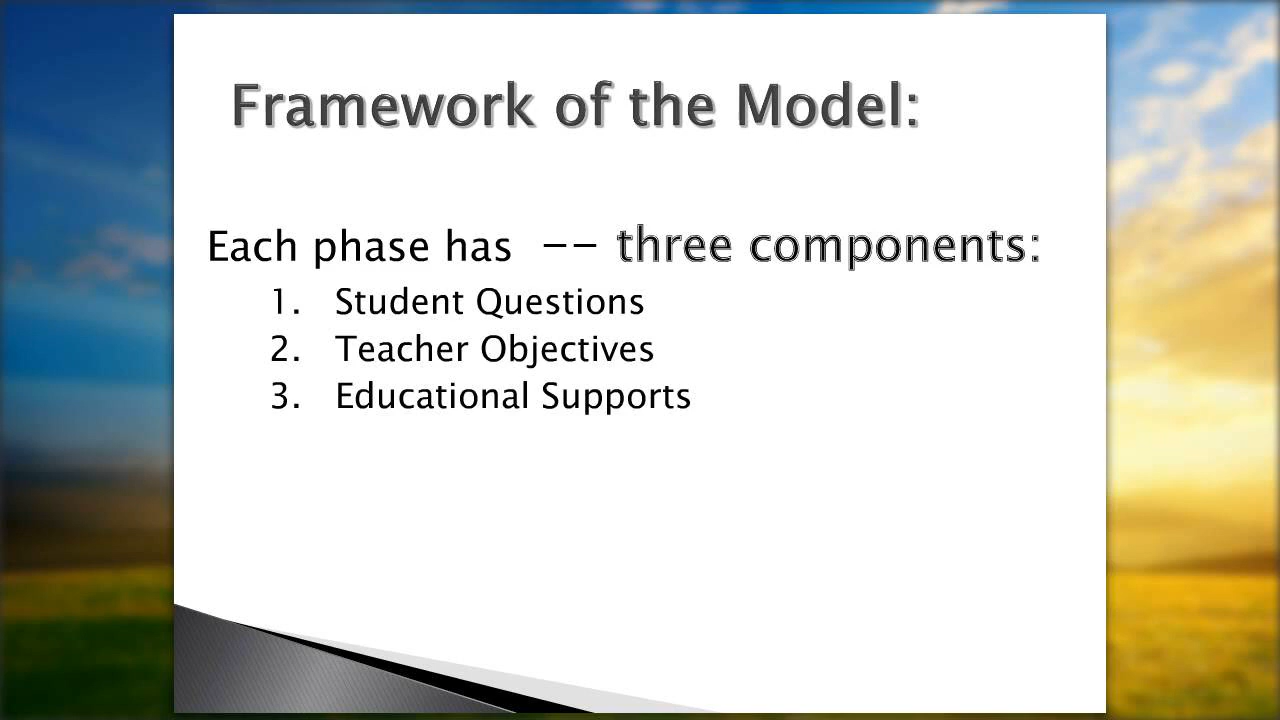 Framework of the Model:
Each phase has -- three components:
1. Student Questions
2. Teacher Objectives
3. Educational Supports